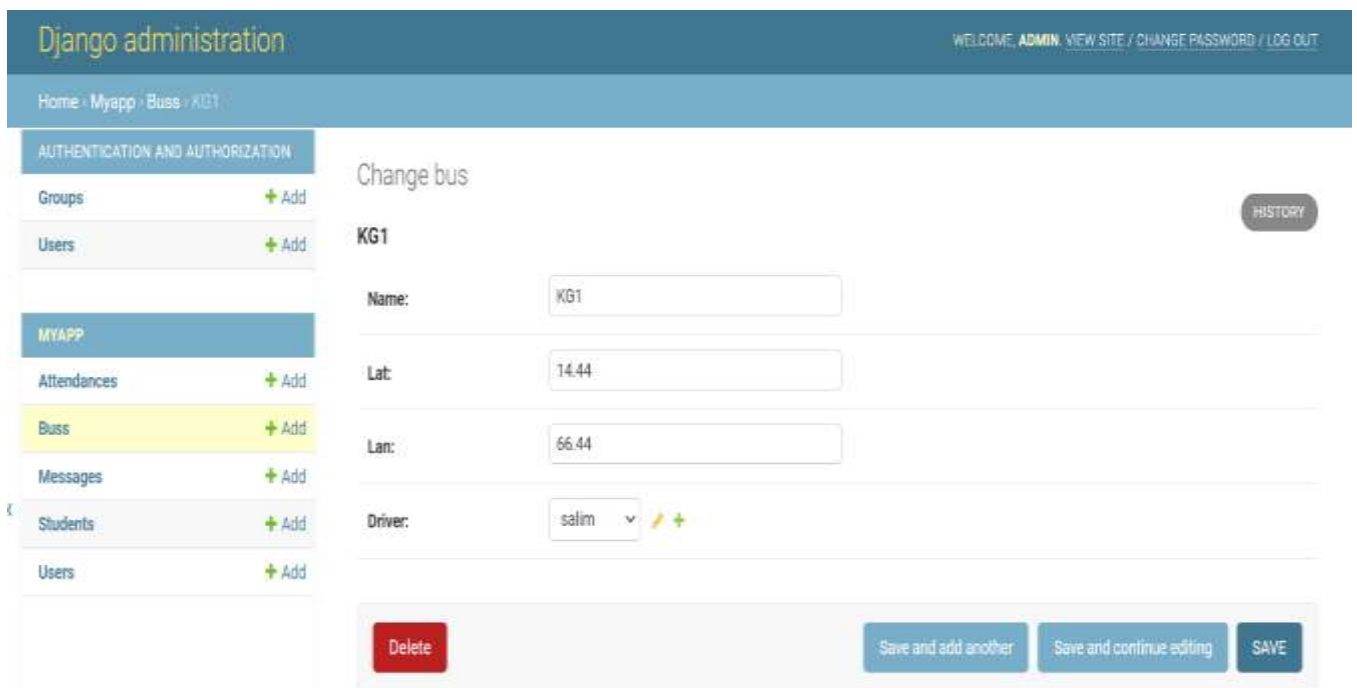 Django administration
WELCOME, ADMIN. VIEW SITE / CHANGE PASSWORD / LOG OUT
Home › Myapp › Buss › KG1
AUTHENTICATION AND AUTHORIZATION
Groups + Add
Users + Add
MYAPP
Attendances + Add
Buss + Add
Messages + Add
Students + Add
Users + Add
Change bus
HISTORY
KG1
Name: KG1
Lat: 14.44
Lan: 66.44
Driver: salim
Delete
Save and add another
Save and continue editing
SAVE